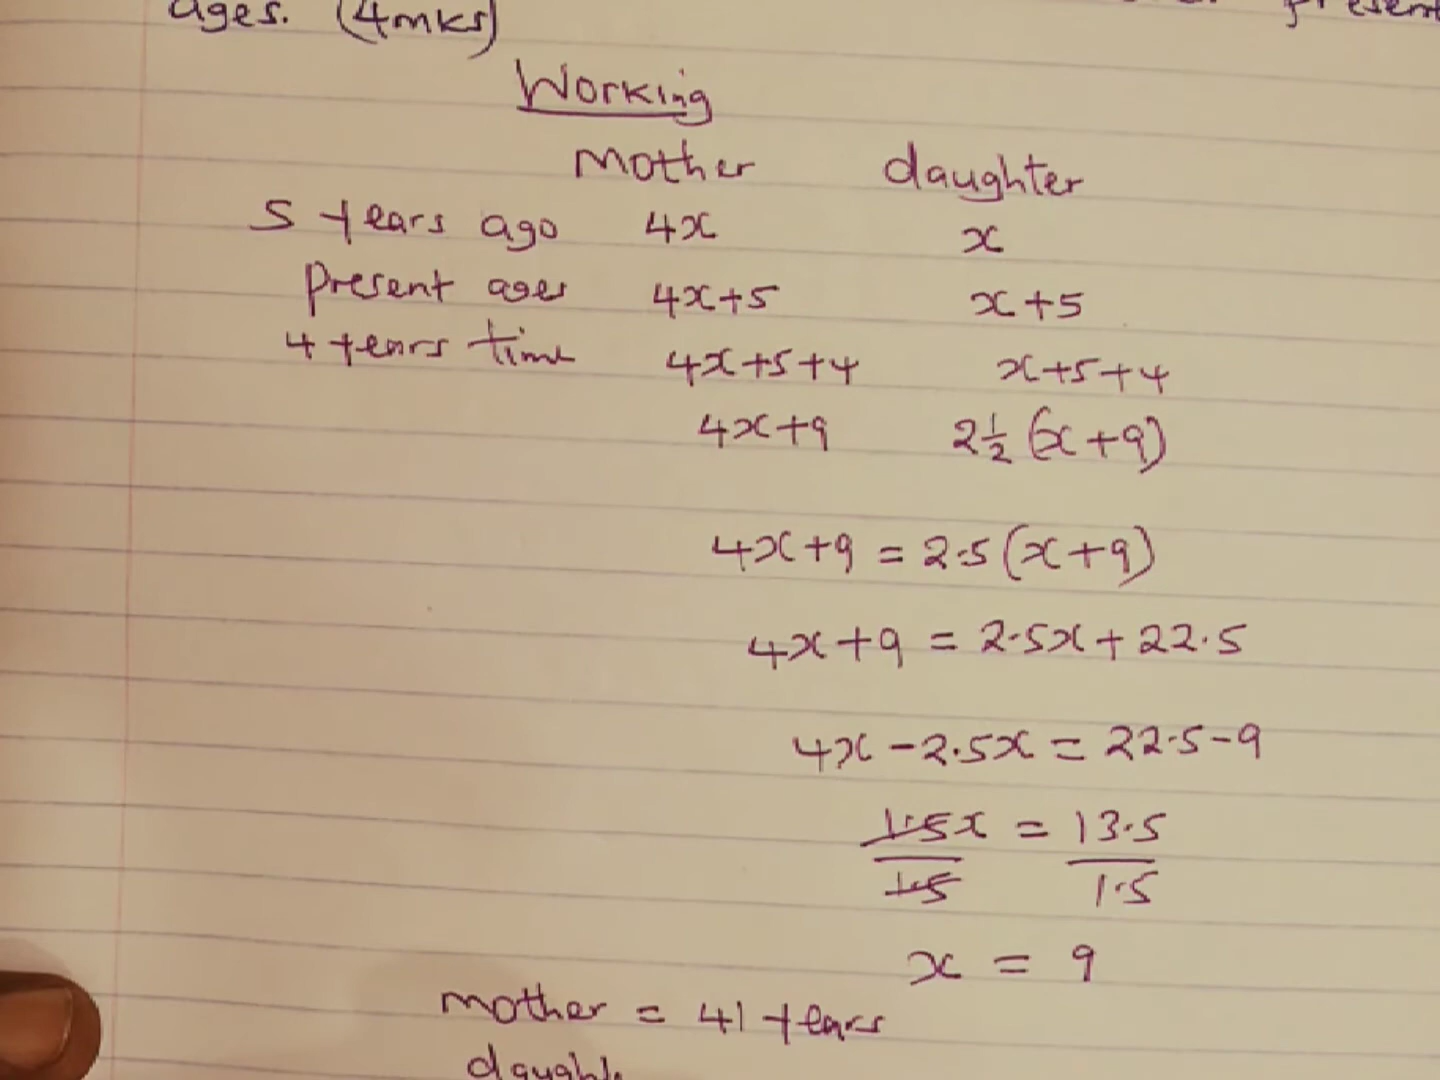 ages. (4mks) present
Working
Mother daughter
5 years ago 4x x
Present ages 4x+5 x+5
4 years time 4x+5+4 x+5+4
4x+9 2½ (x+9)
4x+9 = 2.5(x+9)
4x+9 = 2.5x+22.5
4x-2.5x = 22.5-9
1.5x = 13.5
1.5 1.5
x = 9
mother = 41 years